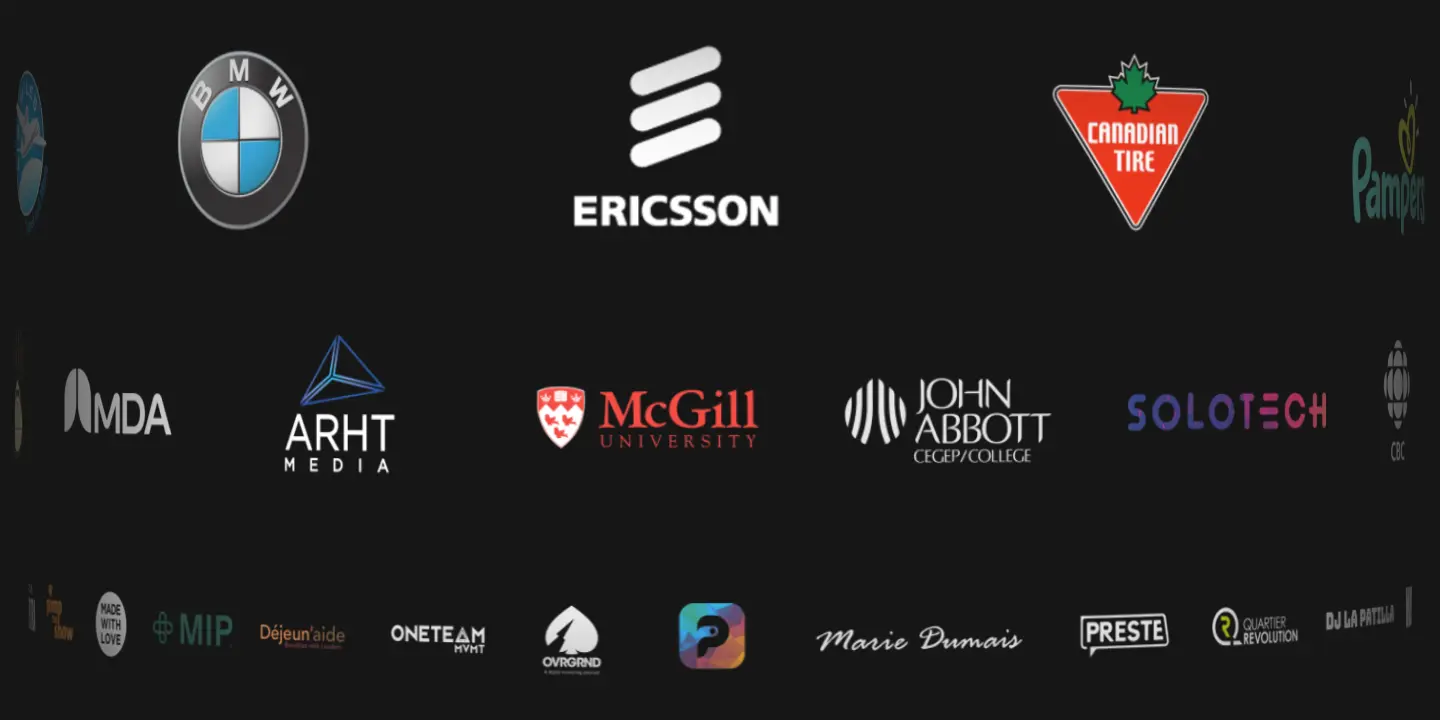 BMW
ERICSSON
CANADIAN
TIRE
Pampers
MDA
ARHT
MEDIA
McGill
UNIVERSITY
JOHN
ABBOTT
CEGEP/COLLEGE
SOLOTECH
CBC
MADE
WITH
LOVE
MIP
Déjeun'aide
ONETEAM
MVMT
OVRGRND
Marie Dumais
PRESTE
QUARTIER
REVOLUTION
DJ LA PATILLA